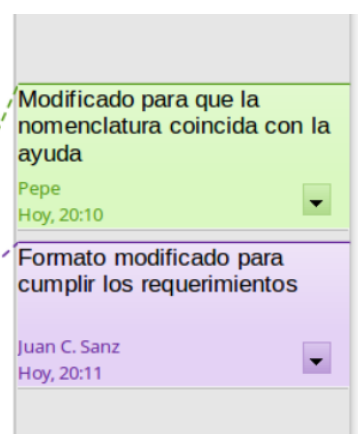 Modificado para que la
nomenclatura coincida con la
ayuda
Pepe
Hoy, 20:10
Formato modificado para
cumplir los requerimientos
Juan C. Sanz
Hoy, 20:11